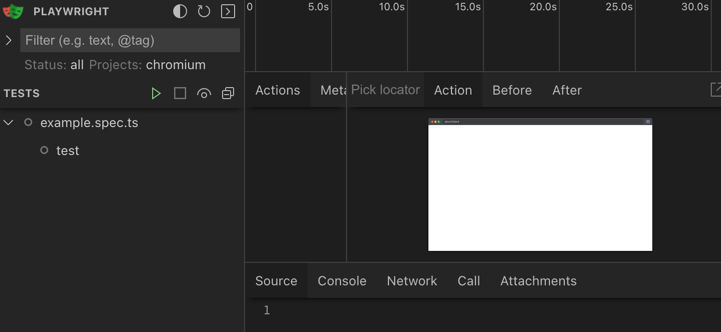 PLAYWRIGHT
Filter (e.g. text, @tag)
Status: all Projects: chromium
TESTS
example.spec.ts
test
0 5.0s 10.0s 15.0s 20.0s 25.0s 30.0s
Actions Meta Pick locator Action Before After
Source Console Network Call Attachments
1